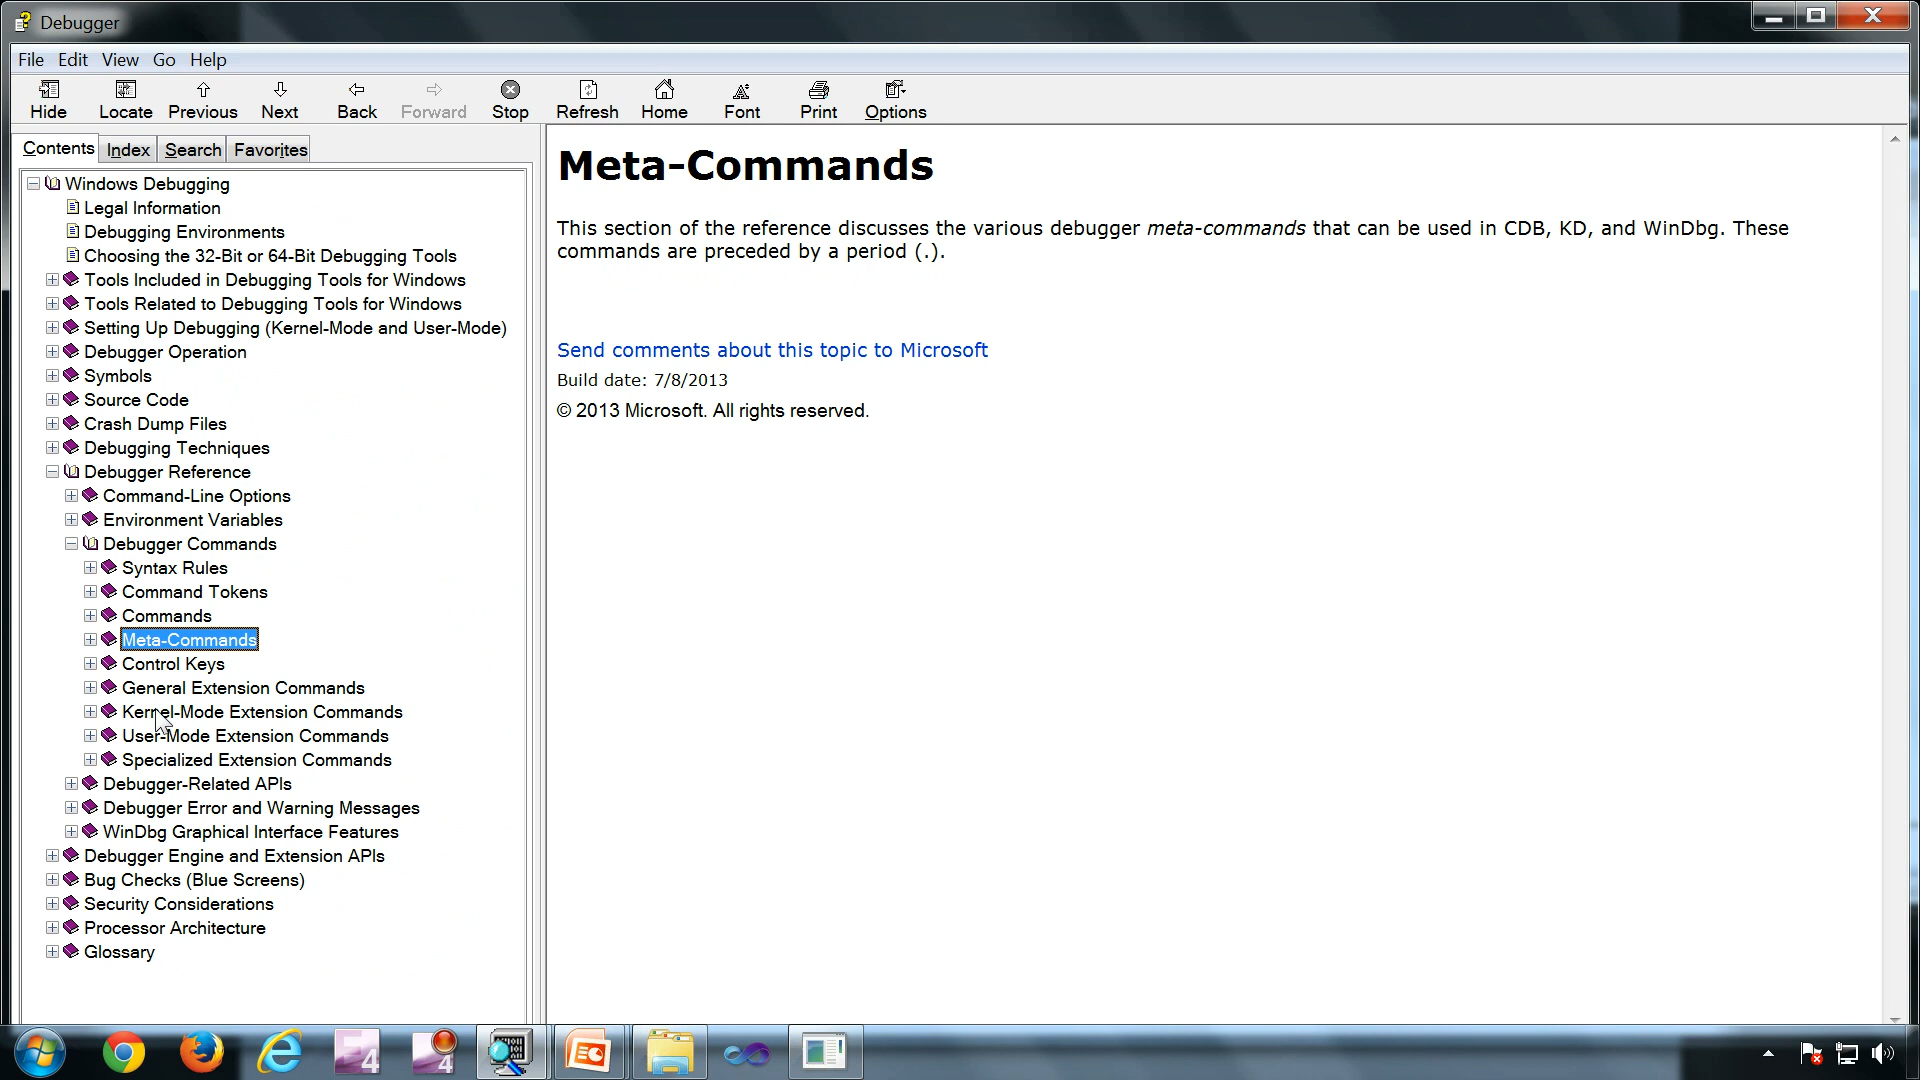 Debugger
File Edit View Go Help
Hide Locate Previous Next Back Forward Stop Refresh Home Font Print Options
Contents Index Search Favorites
Windows Debugging
Legal Information
Debugging Environments
Choosing the 32-Bit or 64-Bit Debugging Tools
Tools Included in Debugging Tools for Windows
Tools Related to Debugging Tools for Windows
Setting Up Debugging (Kernel-Mode and User-Mode)
Debugger Operation
Symbols
Source Code
Crash Dump Files
Debugging Techniques
Debugger Reference
Command-Line Options
Environment Variables
Debugger Commands
Syntax Rules
Command Tokens
Commands
Meta-Commands
Control Keys
General Extension Commands
Kernel-Mode Extension Commands
User-Mode Extension Commands
Specialized Extension Commands
Debugger-Related APIs
Debugger Error and Warning Messages
WinDbg Graphical Interface Features
Debugger Engine and Extension APIs
Bug Checks (Blue Screens)
Security Considerations
Processor Architecture
Glossary
Meta-Commands
This section of the reference discusses the various debugger meta-commands that can be used in CDB, KD, and WinDbg. These
commands are preceded by a period (.).
Send comments about this topic to Microsoft
Build date: 7/8/2013
© 2013 Microsoft. All rights reserved.
4
4